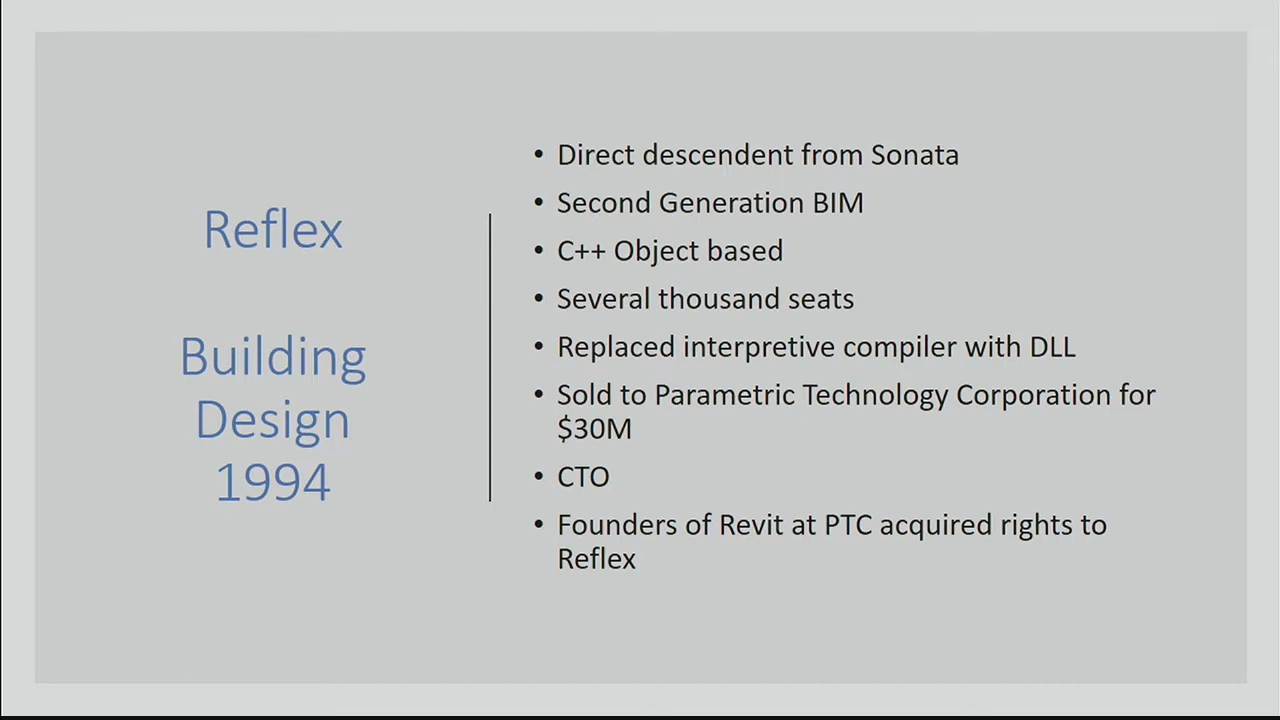 Reflex
Building
Design
1994
• Direct descendent from Sonata
• Second Generation BIM
• C++ Object based
• Several thousand seats
• Replaced interpretive compiler with DLL
• Sold to Parametric Technology Corporation for
$30M
• CTO
• Founders of Revit at PTC acquired rights to
Reflex